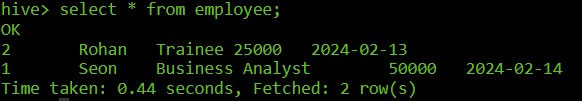 hive> select * from employee;
OK
2       Rohan   Trainee 25000   2024-02-13
1       Seon    Business Analyst        50000   2024-02-14
Time taken: 0.44 seconds, Fetched: 2 row(s)